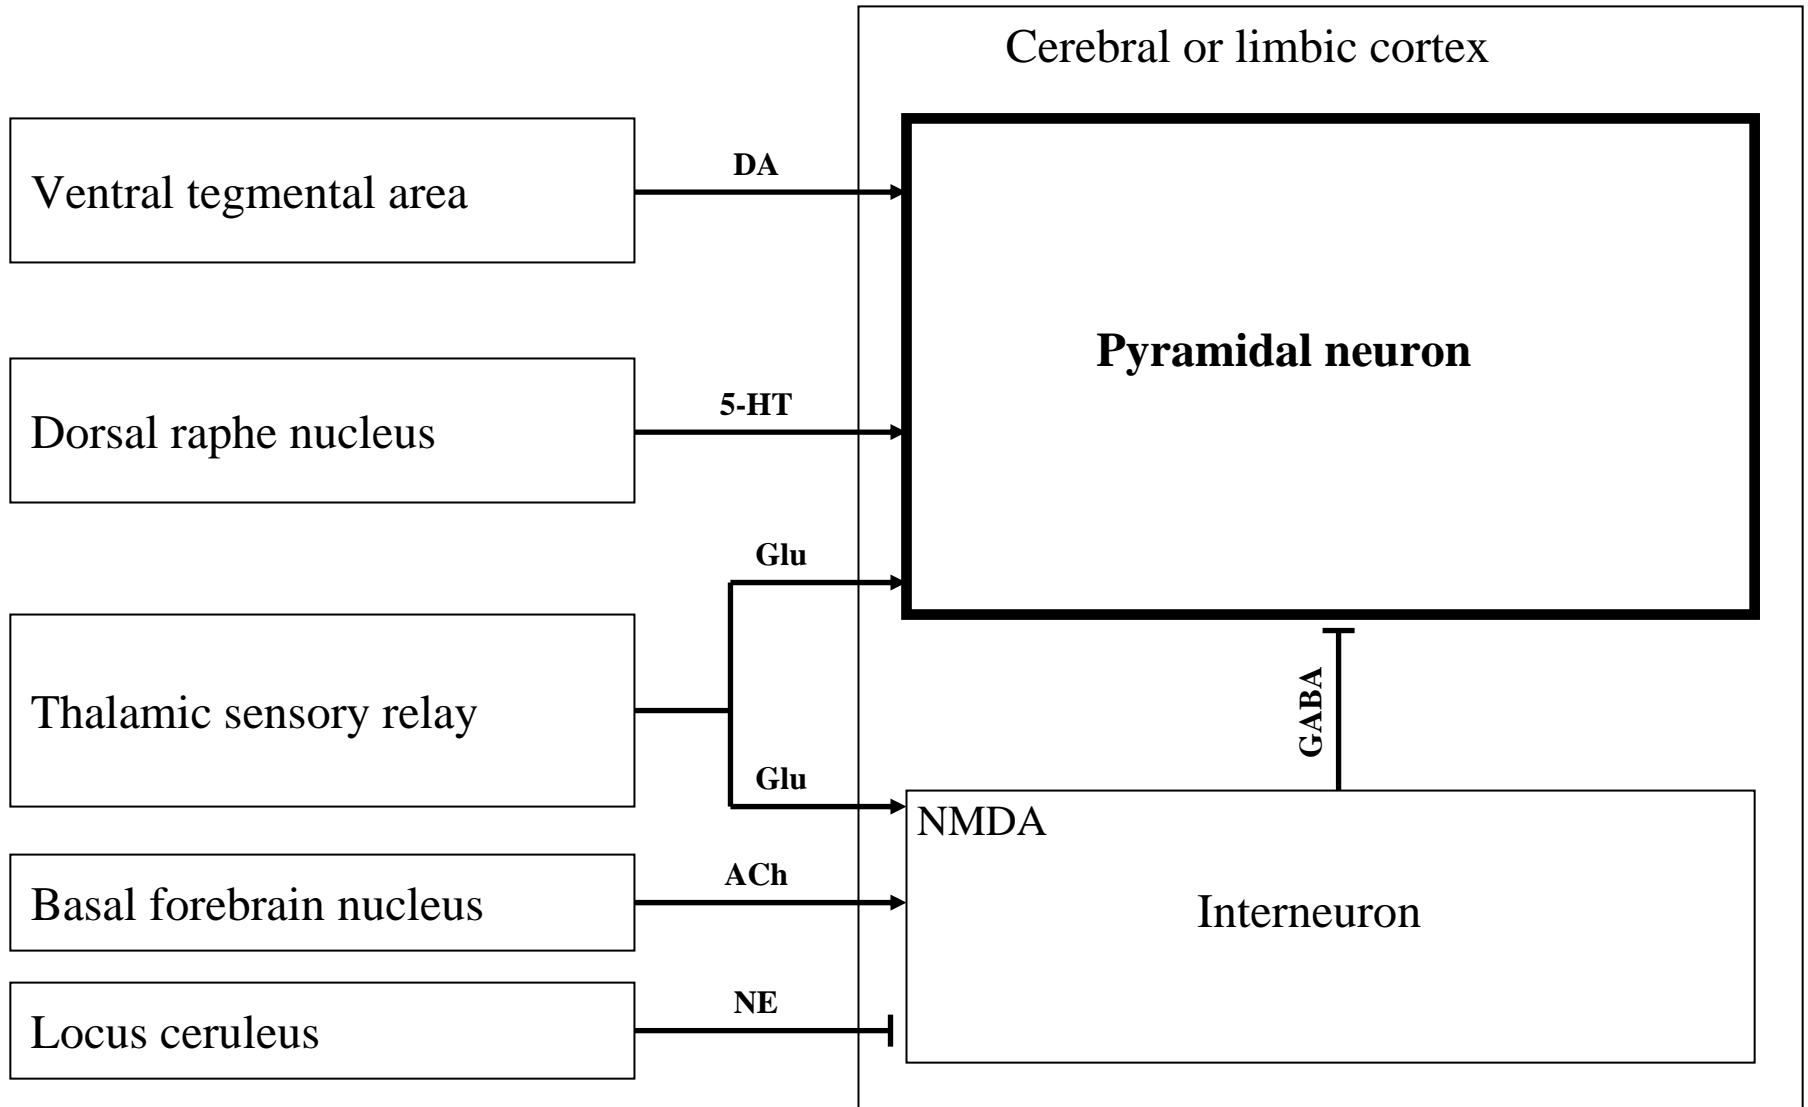 Cerebral or limbic cortex
Ventral tegmental area
DA
Pyramidal neuron
Dorsal raphe nucleus
5-HT
Glu
Thalamic sensory relay
GABA
Glu
NMDA
Basal forebrain nucleus
ACh
Interneuron
Locus ceruleus
NE